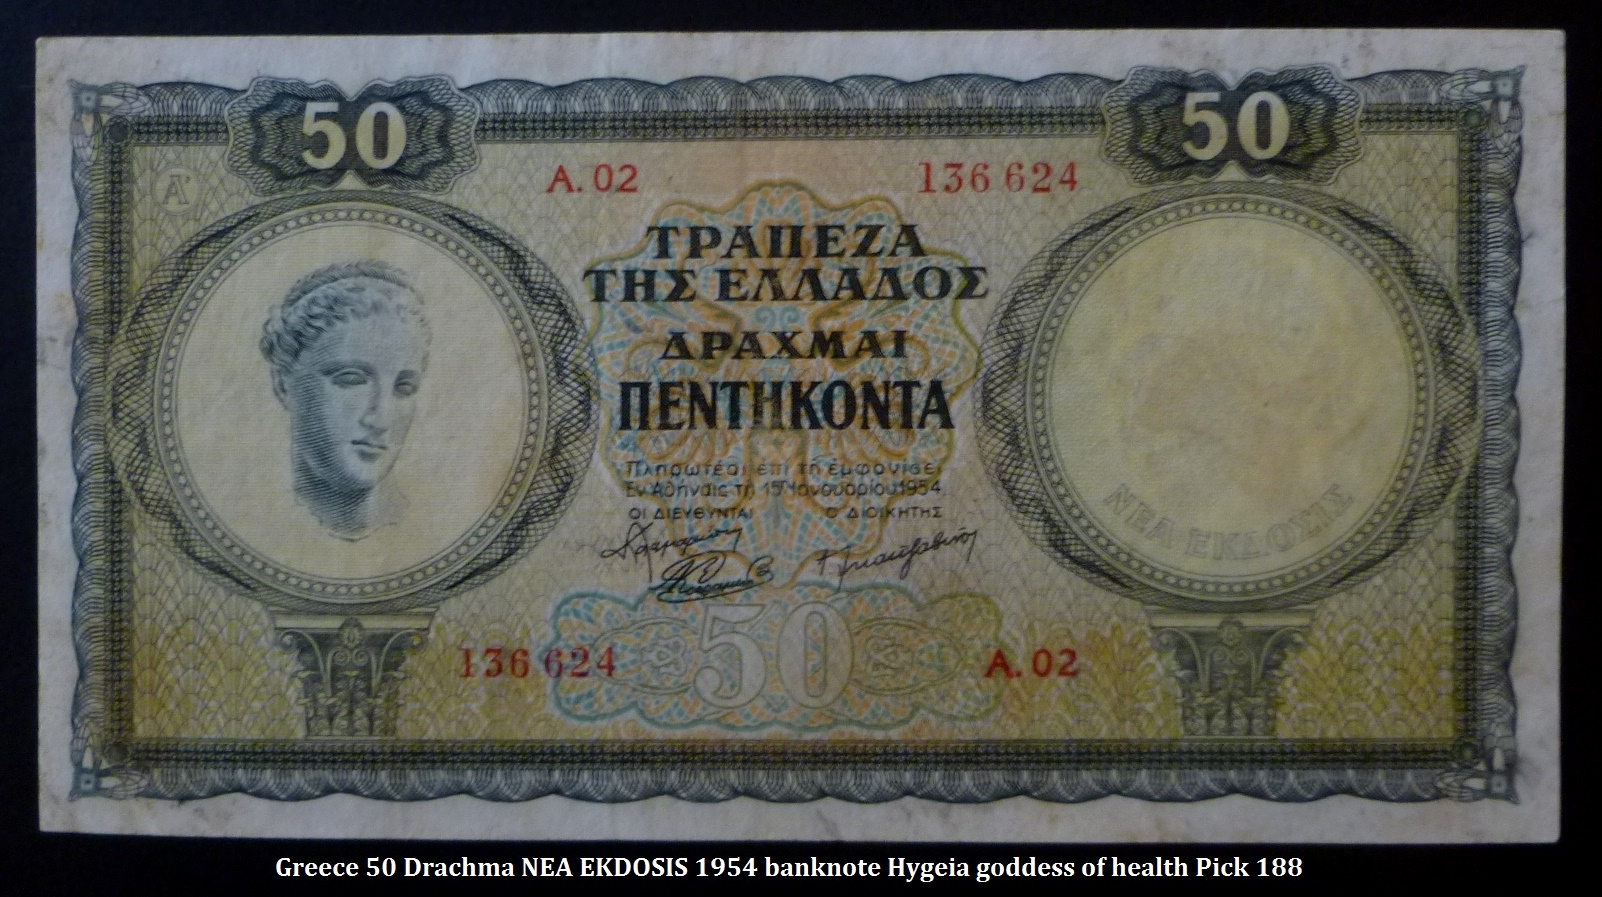 50
50
Α. 02
136 624
Α
ΤΡΑΠΕΖΑ
ΤΗΣ ΕΛΛΑΔΟΣ
ΔΡΑΧΜΑΙ
ΠΕΝΤΗΚΟΝΤΑ
Πληρωτέαι επί τη εμφανίσει
Εν Αθήναις τη 15η Ιανουαρίου 1954
ΟΙ ΔΙΕΥΘΥΝΤΑΙ
Ο ΔΙΟΙΚΗΤΗΣ
ΝΕΑ ΕΚΔΟΣΙΣ
50
136 624
Α. 02
Greece 50 Drachma NEA EKDOSIS 1954 banknote Hygeia goddess of health Pick 188